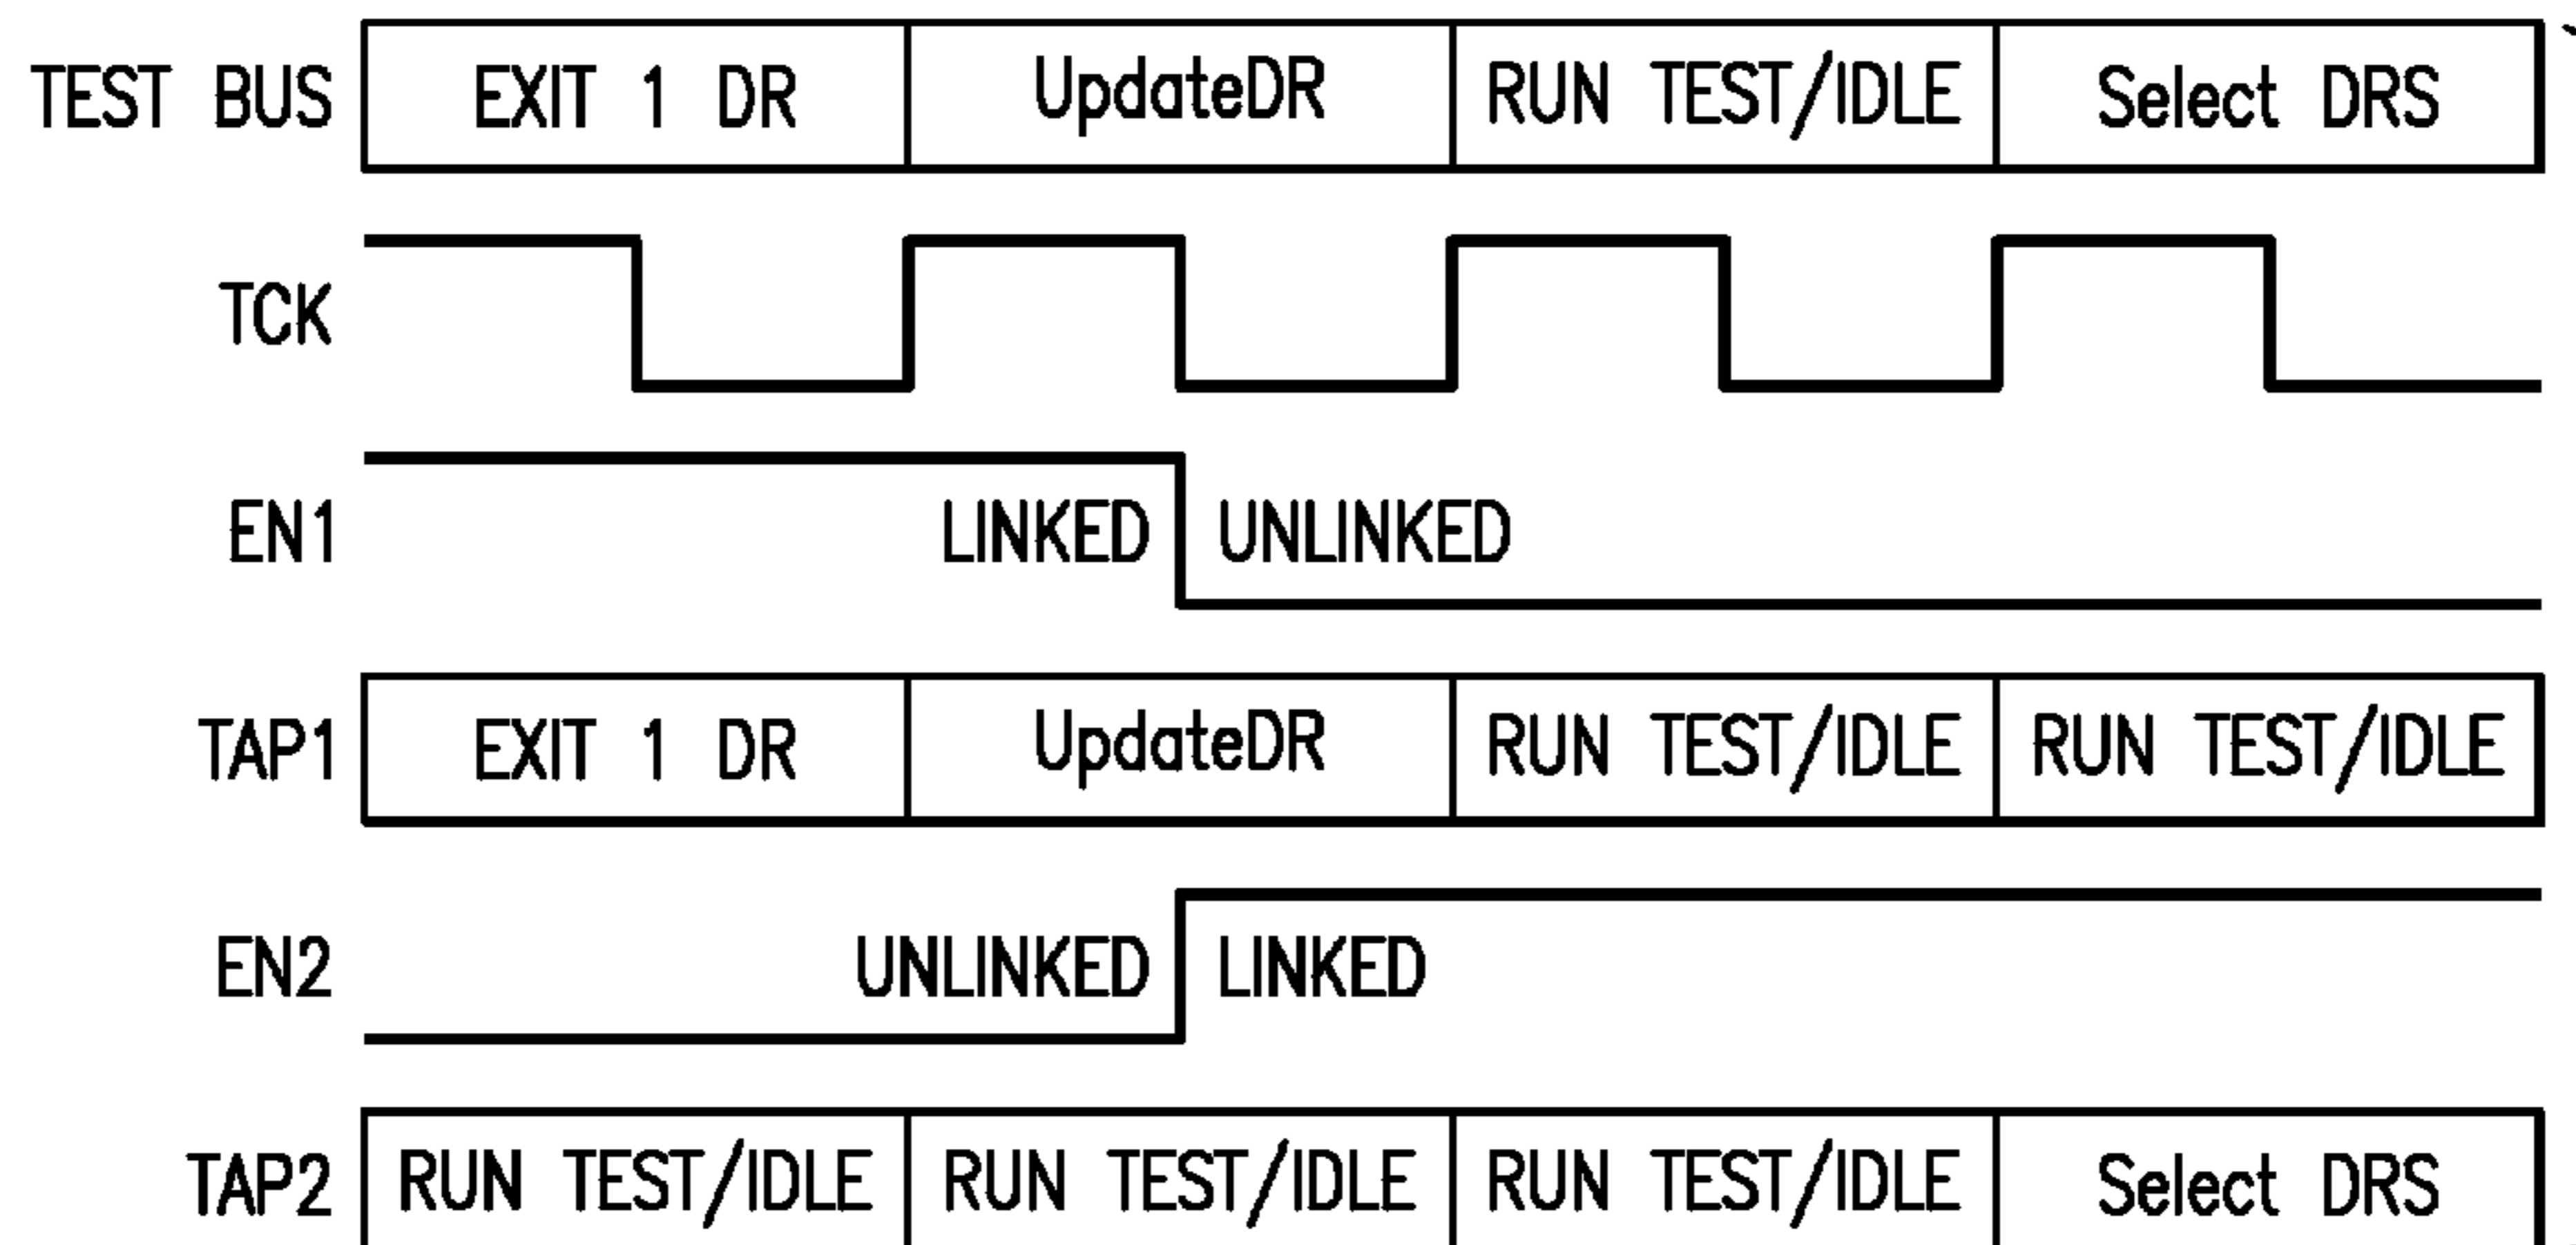 TEST BUS EXIT 1 DR UpdateDR RUN TEST/IDLE Select DRS
TCK
EN1 LINKED UNLINKED
TAP1 EXIT 1 DR UpdateDR RUN TEST/IDLE RUN TEST/IDLE
EN2 UNLINKED LINKED
TAP2 RUN TEST/IDLE RUN TEST/IDLE RUN TEST/IDLE Select DRS